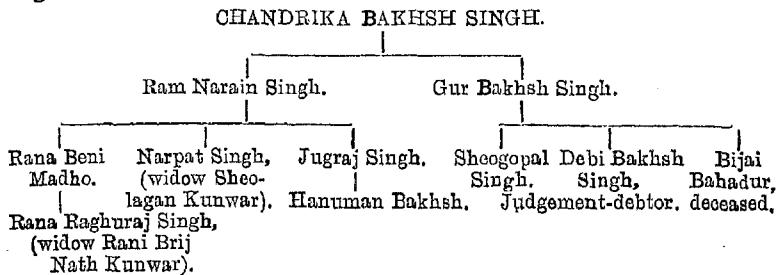 CHANDRIKA BAKHSH SINGH.
Ram Narain Singh. Gur Bakhsh Singh.
Rana Beni Narpat Singh, Jugraj Singh. Sheogopal Debi Bakhsh Bijai
Madho. (widow Sheo- Singh. Singh, Bahadur,
lagan Kunwar). Hanuman Bakhsh. Judgement-debtor. deceased.
Rana Raghuraj Singh,
(widow Rani Brij
Nath Kunwar).